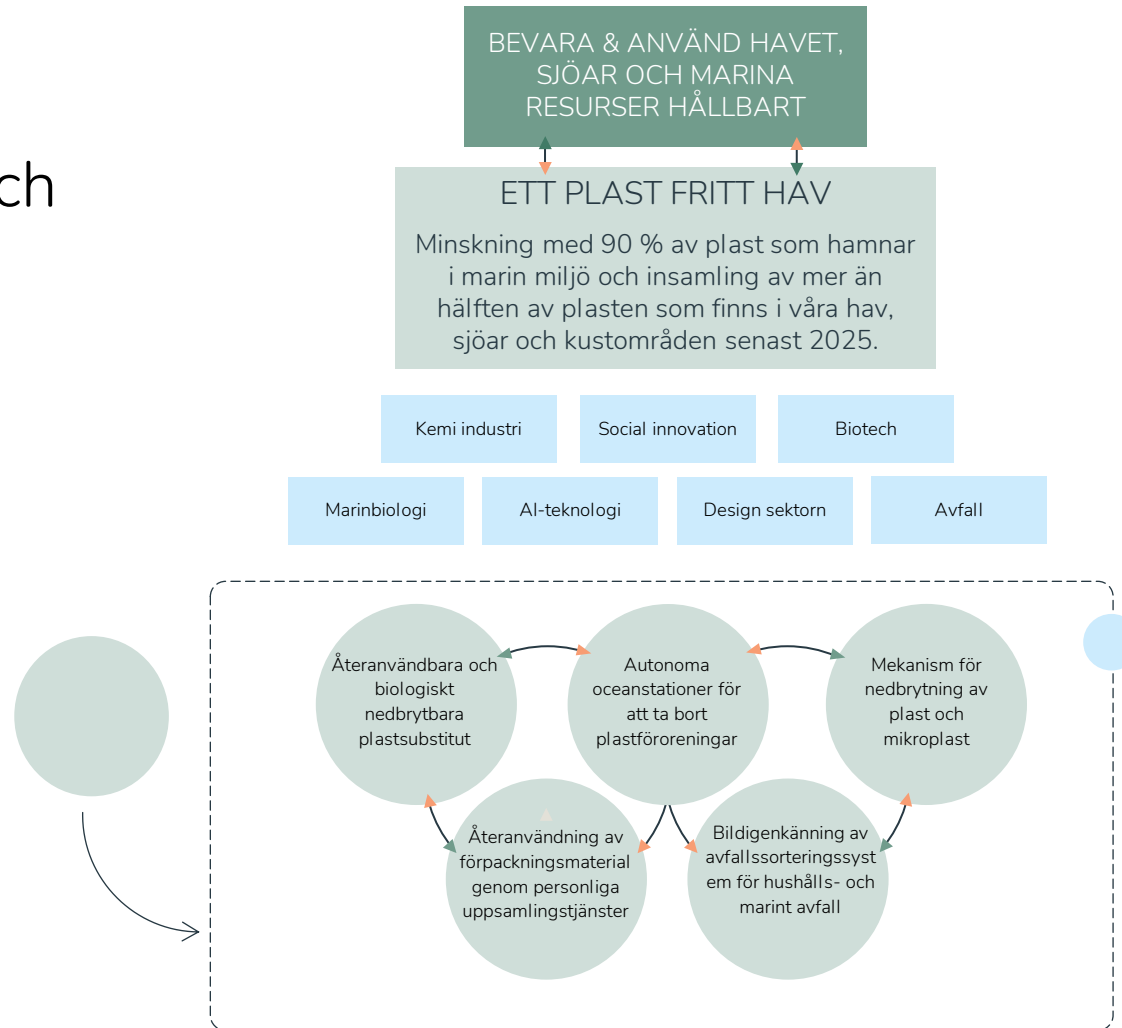 BEVARA & ANVÄND HAVET,
SJÖAR OCH MARINA
RESURSER HÅLLBART
ch
ETT PLAST FRITT HAV
Minskning med 90 % av plast som hamnar
i marin miljö och insamling av mer än
hälften av plasten som finns i våra hav,
sjöar och kustområden senast 2025.
Kemi industri
Social innovation
Biotech
Marinbiologi
AI-teknologi
Design sektorn
Avfall
Återanvändbara och
biologiskt
nedbrytbara
plastsubstitut
Autonoma
oceanstationer för
att ta bort
plastföroreningar
Mekanism för
nedbrytning av
plast och
mikroplast
Återanvändning av
förpackningsmaterial
genom personliga
uppsamlingstjänster
Bildigenkänning av
avfallssorteringssyst
em för hushålls- och
marint avfall